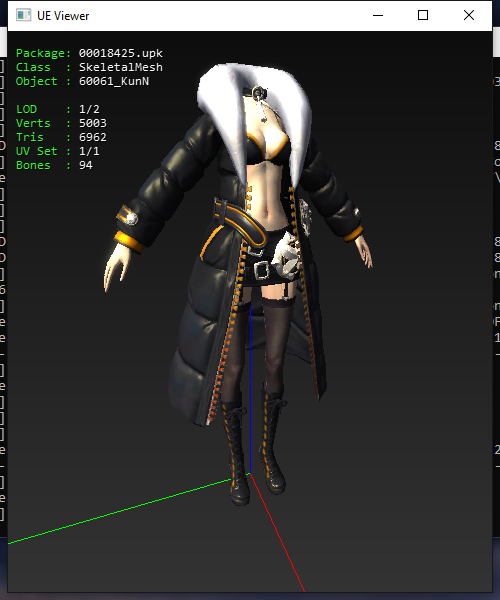 UE Viewer
Package: 00018425.upk
Class : SkeletalMesh
Object : 60061_KunN
LOD : 1/2
Verts : 5003
Tris : 6962
UV Set : 1/1
Bones : 94